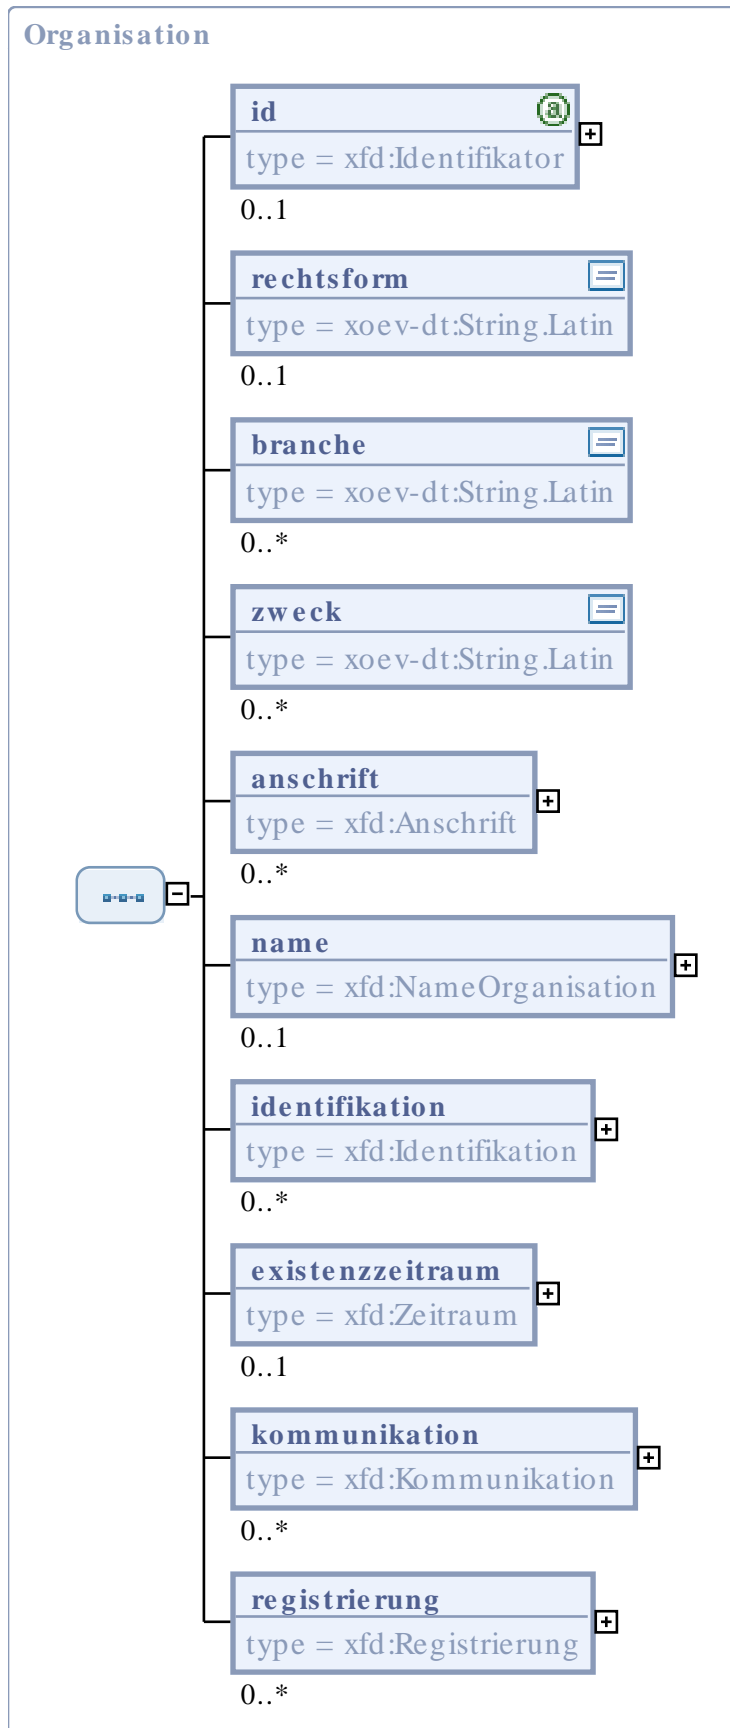 Organisation
id
type = xfd:Identifikator
0..1
rechtsform
type = xoev-dt:String.Latin
0..1
branche
type = xoev-dt:String.Latin
0..*
zweck
type = xoev-dt:String.Latin
0..*
anschrift
type = xfd:Anschrift
0..*
name
type = xfd:NameOrganisation
0..1
identifikation
type = xfd:Identifikation
0..*
existenzzeitraum
type = xfd:Zeitraum
0..1
kommunikation
type = xfd:Kommunikation
0..*
registrierung
type = xfd:Registrierung
0..*